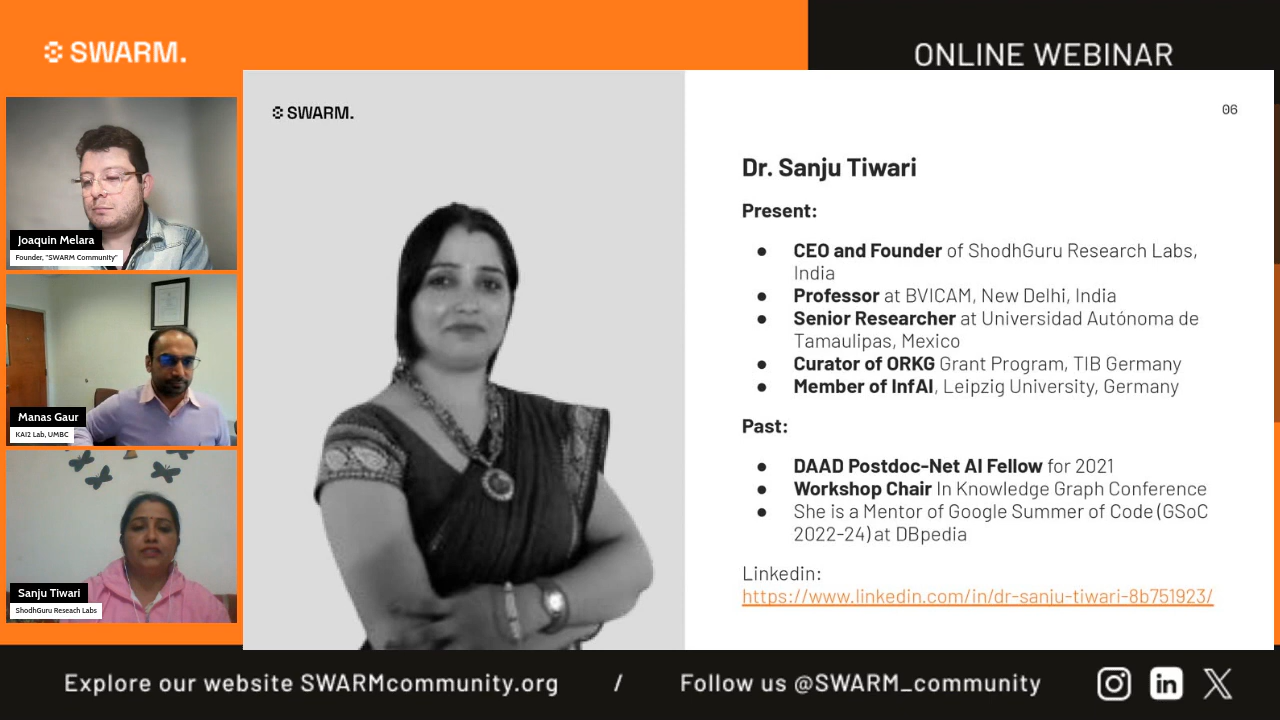 SWARM.
ONLINE WEBINAR
Joaquin Melara
Founder, "SWARM Community"
Manas Gaur
KAI2 Lab, UMBC
Sanju Tiwari
ShodhGuru Reseach Labs
SWARM.
06
Dr. Sanju Tiwari
Present:
● CEO and Founder of ShodhGuru Research Labs,
India
● Professor at BVICAM, New Delhi, India
● Senior Researcher at Universidad Autónoma de
Tamaulipas, Mexico
● Curator of ORKG Grant Program, TIB Germany
● Member of InfAI, Leipzig University, Germany
Past:
● DAAD Postdoc-Net AI Fellow for 2021
● Workshop Chair In Knowledge Graph Conference
● She is a Mentor of Google Summer of Code (GSoC
2022-24) at DBpedia
Linkedin:
https://www.linkedin.com/in/dr-sanju-tiwari-8b751923/
Explore our website SWARMcommunity.org / Follow us @SWARM_community